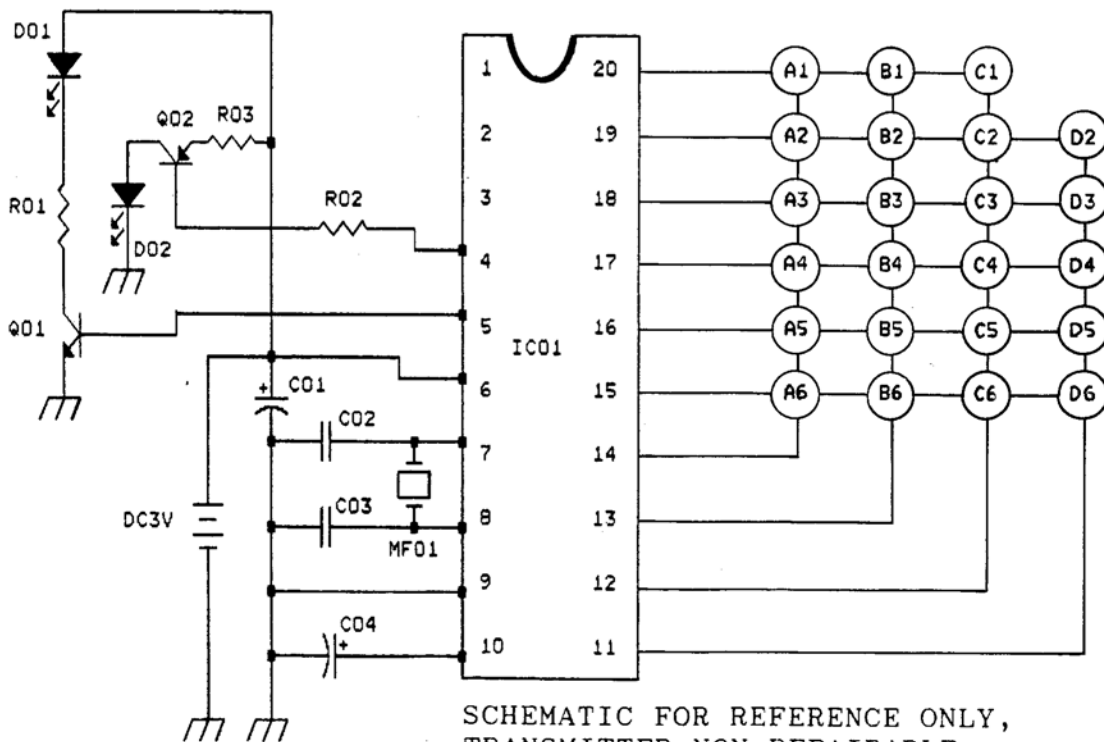 D01
Q02
R03
R02
R01
D02
Q01
C01
C02
C03
MF01
DC3V
C04
IC01
1 20
2 19
3 18
4 17
5 16
6 15
7 14
8 13
9 12
10 11
A1 B1 C1
A2 B2 C2 D2
A3 B3 C3 D3
A4 B4 C4 D4
A5 B5 C5 D5
A6 B6 C6 D6
+
+
SCHEMATIC FOR REFERENCE ONLY,
TRANSMITTER NON-REPAIRABLE